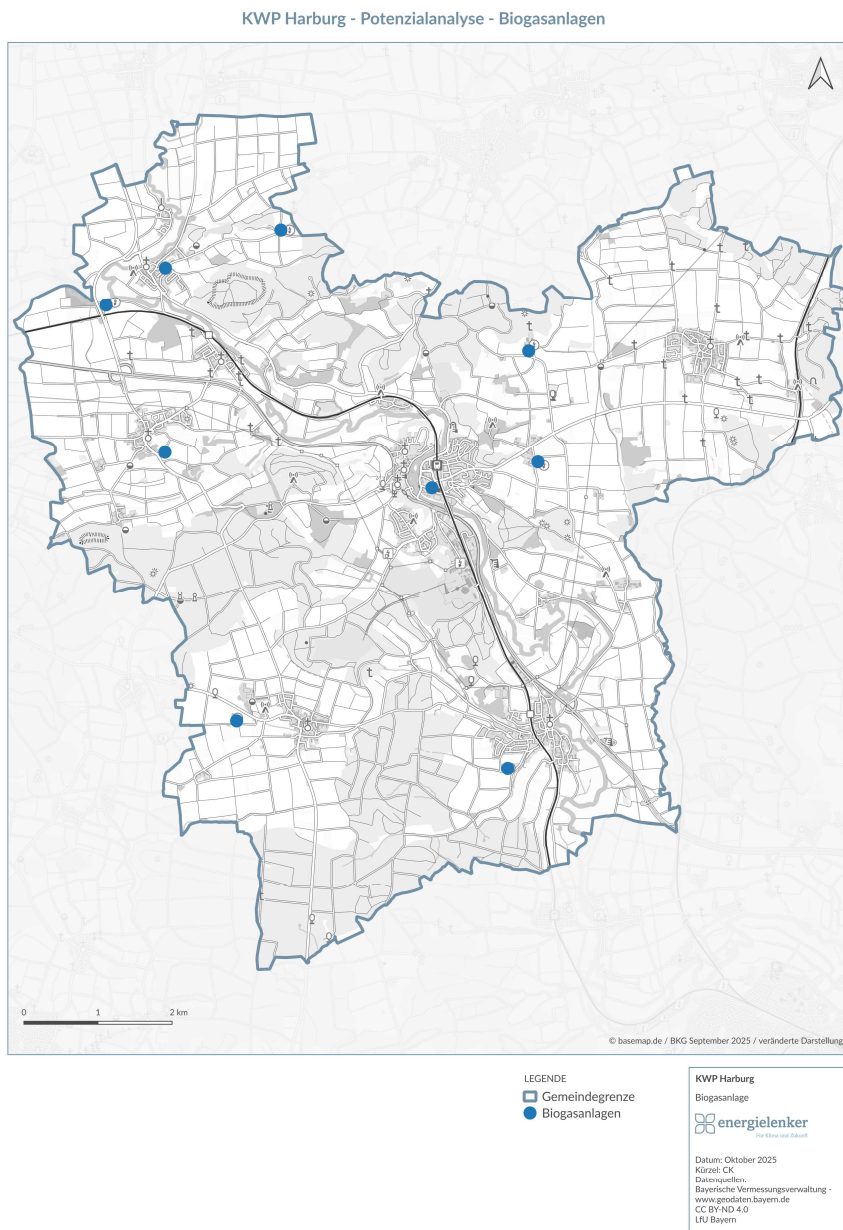 KWP Harburg - Potenzialanalyse - Biogasanlagen
0 1 2 km
© basemap.de / BKG September 2025 / veränderte Darstellung
LEGENDE
Gemeindegrenze
Biogasanlagen
KWP Harburg
Biogasanlage
energielenker
Für Klima und Zukunft
Datum: Oktober 2025
Kürzel: CK
Datenquellen:
Bayerische Vermessungsverwaltung -
www.geodaten.bayern.de
CC BY-ND 4.0
LfU Bayern